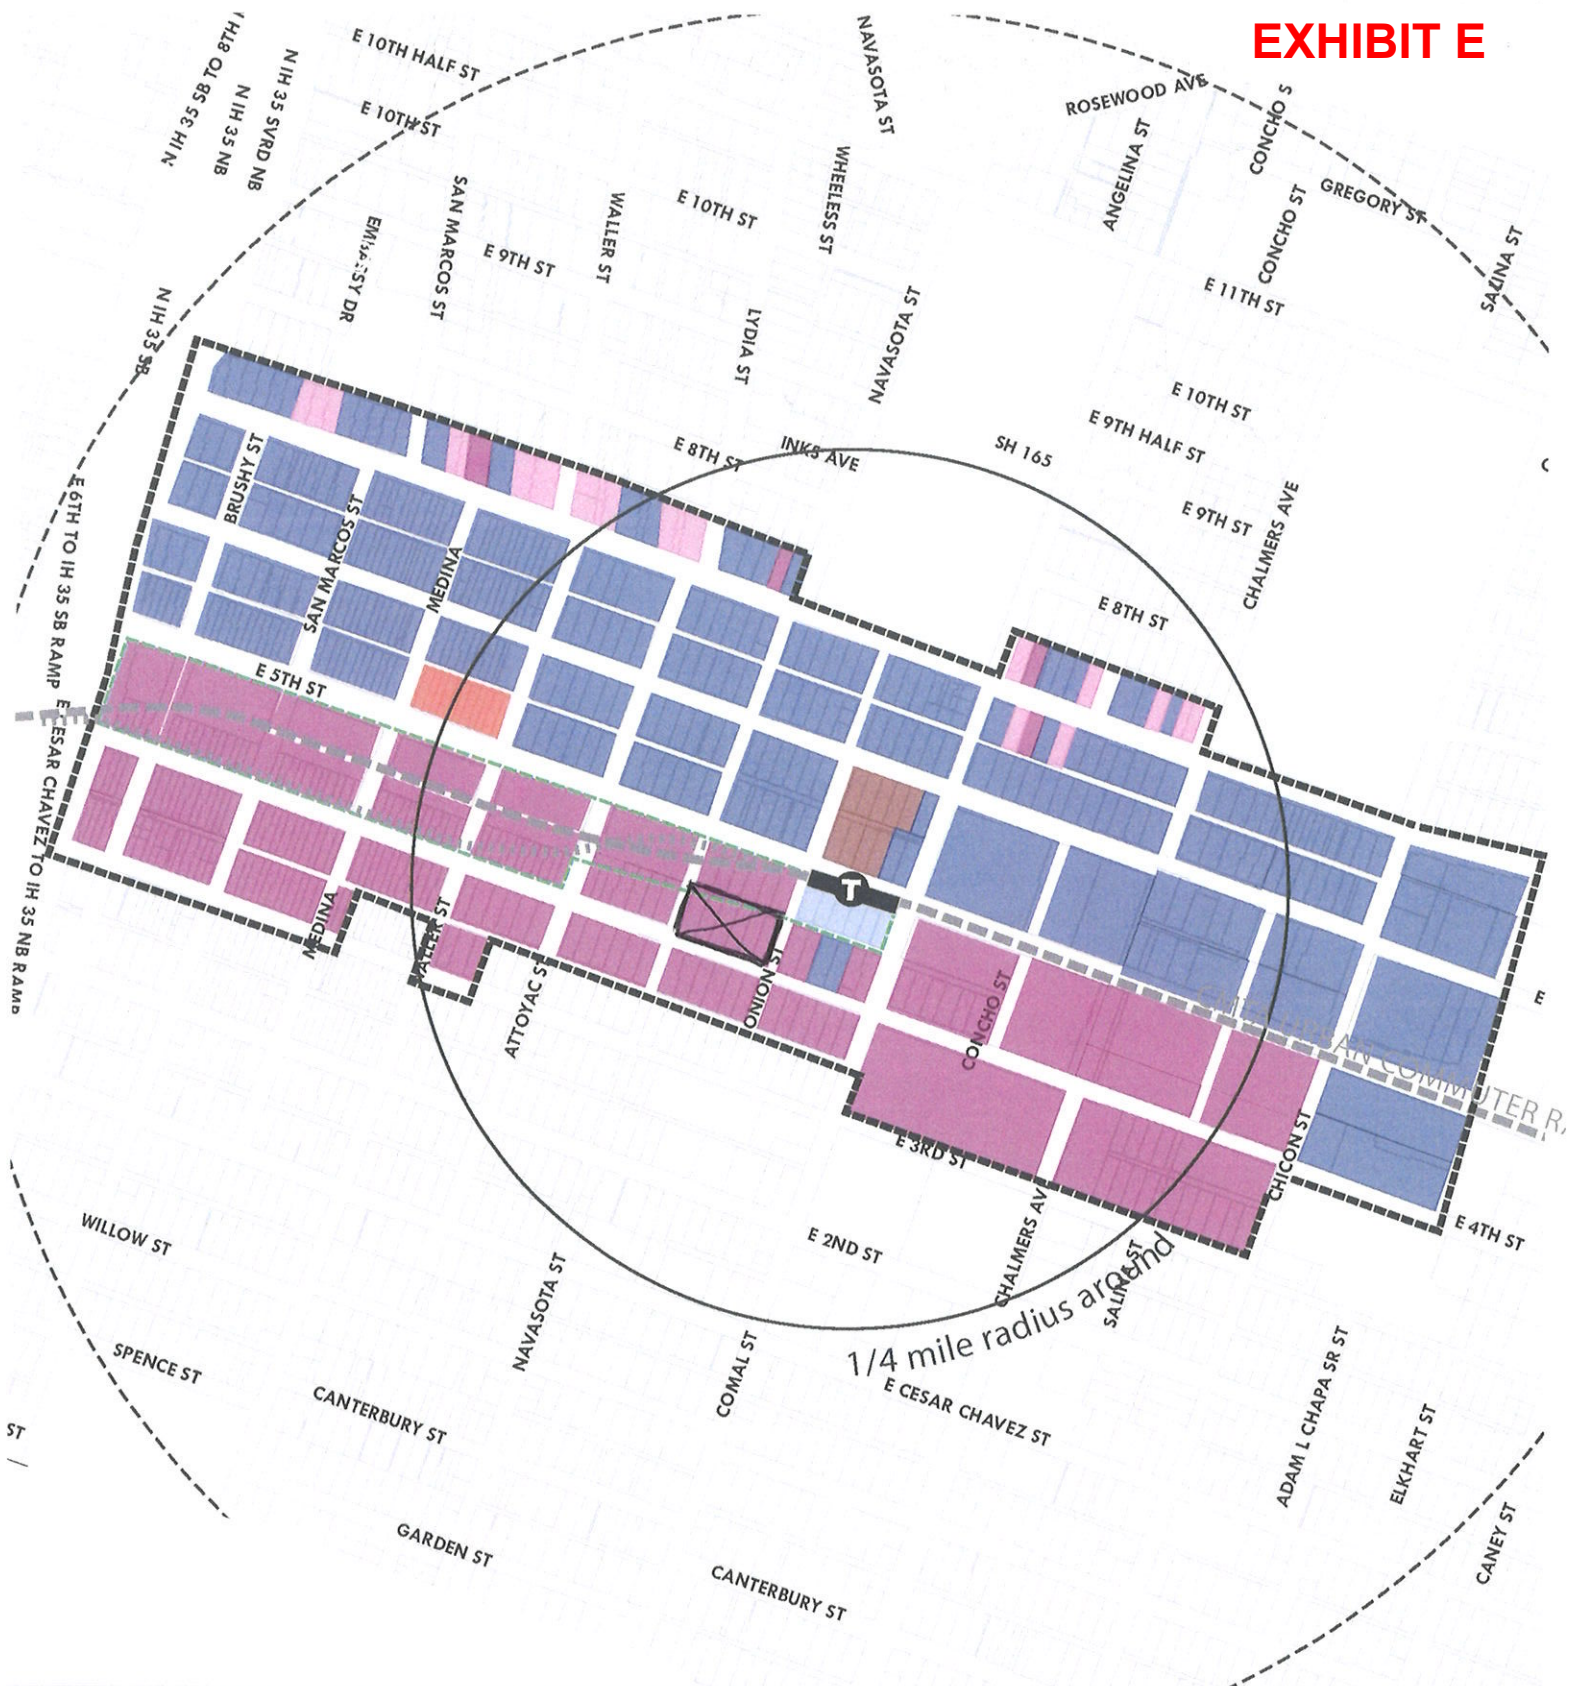 EXHIBIT E
N IH 35 SB TO 8TH
N IH 35 NB
N IH 35 SVRD NB
E 10TH HALF ST
E 10TH ST
NAVASOTA ST
ROSEWOOD AVE
CONCHO S
ANGELINA ST
GREGORY ST
CONCHO ST
SALINA ST
SAN MARCOS ST
WALLER ST
E 10TH ST
WHEELESS ST
E 9TH ST
E 11TH ST
N IH 35 SB
LYDIA ST
NAVASOTA ST
E 10TH ST
E 9TH HALF ST
E 8TH ST
INKS AVE
SH 165
E 9TH ST
CHALMERS AVE
BRUSHY ST
SAN MARCOS ST
MEDINA
E 8TH ST
E 6TH TO IH 35 SB RAMP
E 5TH ST
T
E
ESAR CHAVEZ TO IH 35 NB RAMP
MEDINA
ATTOYAC ST
ONION ST
CONCHO ST
E
E 3RD ST
CHICON ST
E 4TH ST
WILLOW ST
E 2ND ST
CHALMERS AV
1/4 mile radius around
NAVASOTA ST
SPENCE ST
COMAL ST
E CESAR CHAVEZ ST
CANTERBURY ST
ADAM L CHAPA SR ST
ELKHART ST
ST
GARDEN ST
CANTERBURY ST
CANEY ST